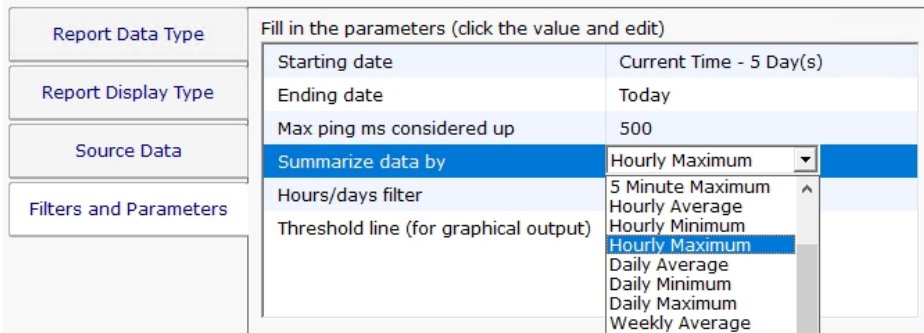 Report Data Type
Report Display Type
Source Data
Filters and Parameters
Fill in the parameters (click the value and edit)
Starting date Current Time - 5 Day(s)
Ending date Today
Max ping ms considered up 500
Summarize data by Hourly Maximum
Hours/days filter
Threshold line (for graphical output)
5 Minute Maximum
Hourly Average
Hourly Minimum
Hourly Maximum
Daily Average
Daily Minimum
Daily Maximum
Weekly Average